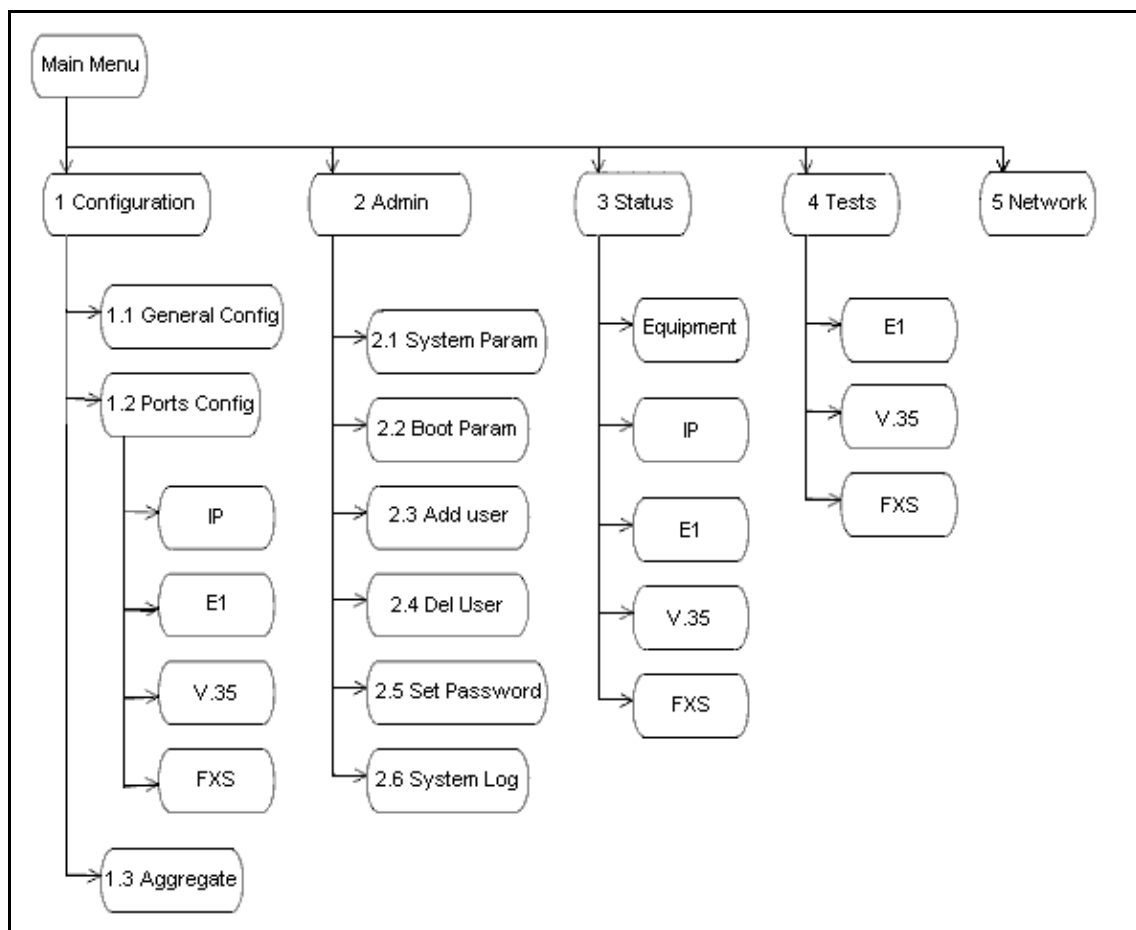 Main Menu
1 Configuration
2 Admin
3 Status
4 Tests
5 Network
1.1 General Config
1.2 Ports Config
IP
E1
V.35
FXS
1.3 Aggregate
2.1 System Param
2.2 Boot Param
2.3 Add user
2.4 Del User
2.5 Set Password
2.6 System Log
Equipment
IP
E1
V.35
FXS
E1
V.35
FXS